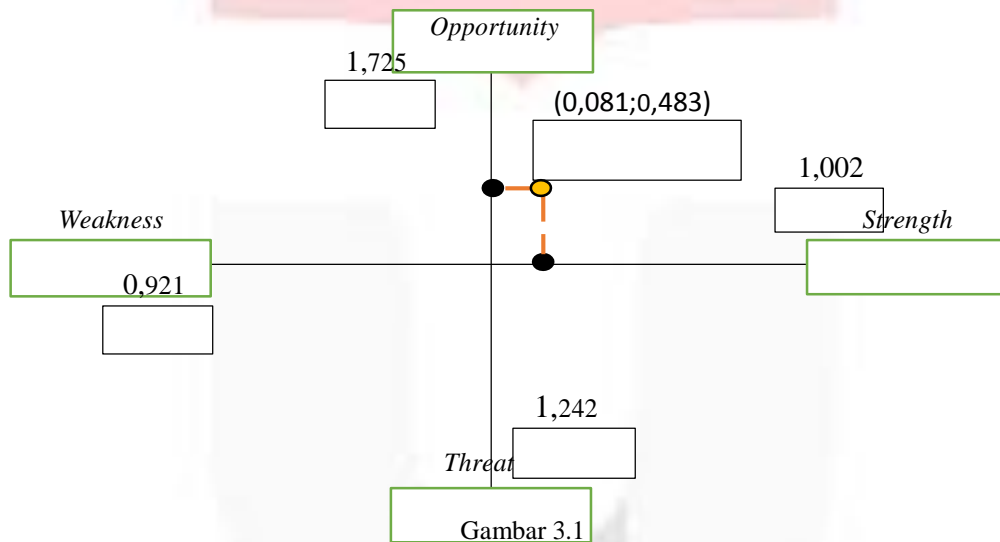 Opportunity
1,725
(0,081;0,483)
1,002
Weakness
Strength
0,921
1,242
Threat
Gambar 3.1